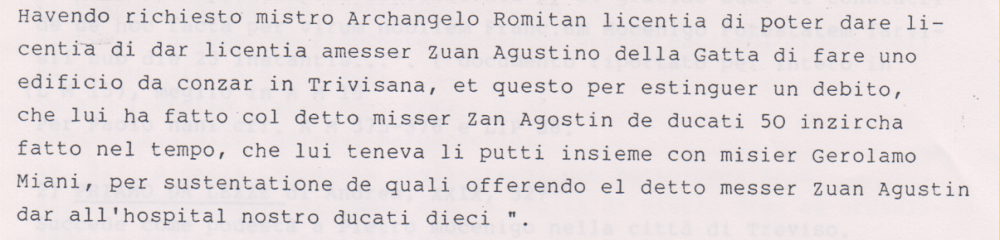 Havendo richiesto mistro Archangelo Romitan licentia di poter dare li-
centia di dar licentia amesser Zuan Agustino della Gatta di fare uno
edificio da conzar in Trivisana, et questo per estinguer un debito,
che lui ha fatto col detto misser Zan Agostin de ducati 50 inzircha
fatto nel tempo, che lui teneva li putti insieme con misier Gerolamo
Miani, per sustentatione de quali offerendo el detto messer Zuan Agustin
dar all'hospital nostro ducati dieci ".